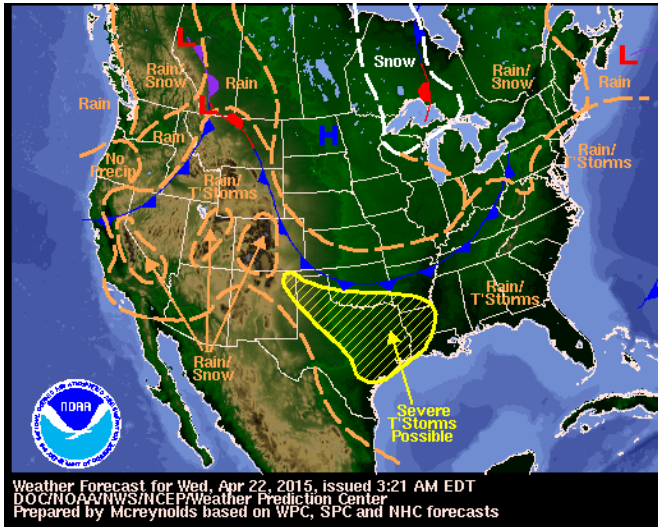 L
Rain/
Snow
Rain
L
Rain
Rain
No
Precip
Rain/
T'Storms
H
Snow
Rain/
Snow
L
Rain
Rain/
T'Storms
Rain/
T'Storms
Rain/
Snow
Severe
T'Storms
Possible
NOAA
Weather Forecast for Wed, Apr 22, 2015, issued 3:21 AM EDT
DOC/NOAA/NWS/NCEP/Weather Prediction Center
Prepared by Mcreynolds based on WPC, SPC and NHC forecasts